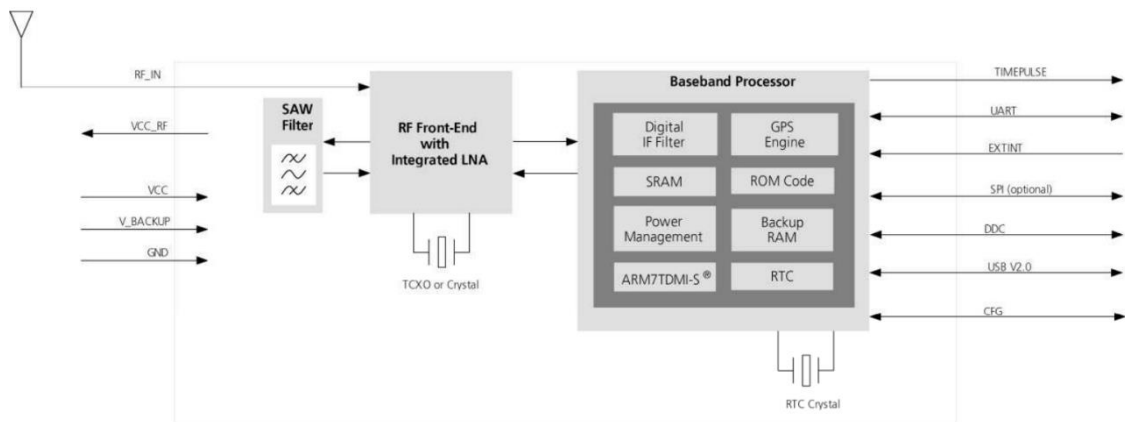 RF_IN
VCC_RF
VCC
V_BACKUP
GND
SAW
Filter
RF Front-End
with
Integrated LNA
TCXO or Crystal
Baseband Processor
Digital
IF Filter
GPS
Engine
SRAM
ROM Code
Power
Management
Backup
RAM
ARM7TDMI-S ®
RTC
RTC Crystal
TIMEPULSE
UART
EXTINT
SPI (optional)
DDC
USB V2.0
CFG